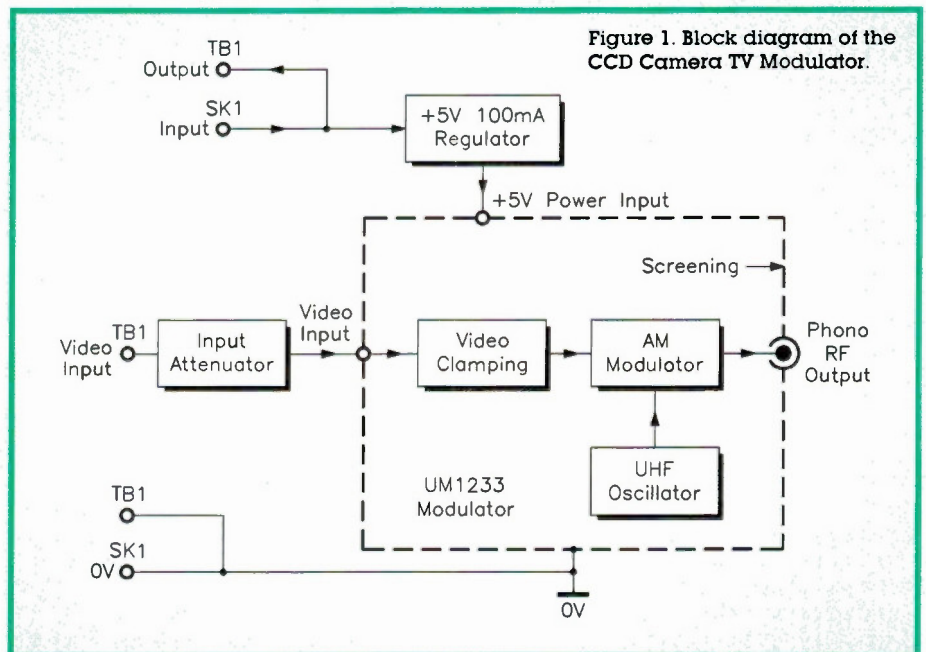 Figure 1. Block diagram of the
CCD Camera TV Modulator.
TB1
Output
SK1
Input
+5V 100mA
Regulator
+5V Power Input
Screening
Video
Input
TB1
Input
Attenuator
Video
Input
Video
Clamping
AM
Modulator
Phono
RF
Output
UHF
Oscillator
UM1233
Modulator
TB1
SK1
0V
0V